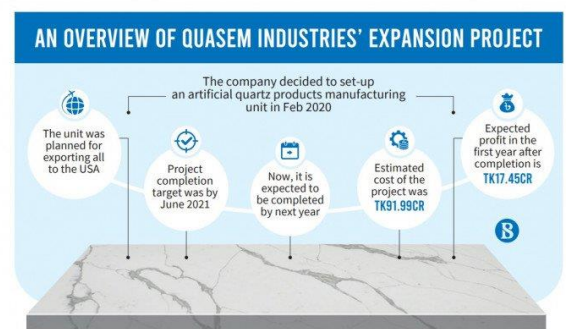 AN OVERVIEW OF QUASEM INDUSTRIES' EXPANSION PROJECT
The company decided to set-up
an artificial quartz products manufacturing
unit in Feb 2020
The unit was
planned for
exporting all
to the USA
Project
completion
target was by
June 2021
Now, it is
expected to
be completed
by next year
Estimated
cost of the
project was
TK91.99CR
Expected
profit in the
first year after
completion is
TK17.45CR